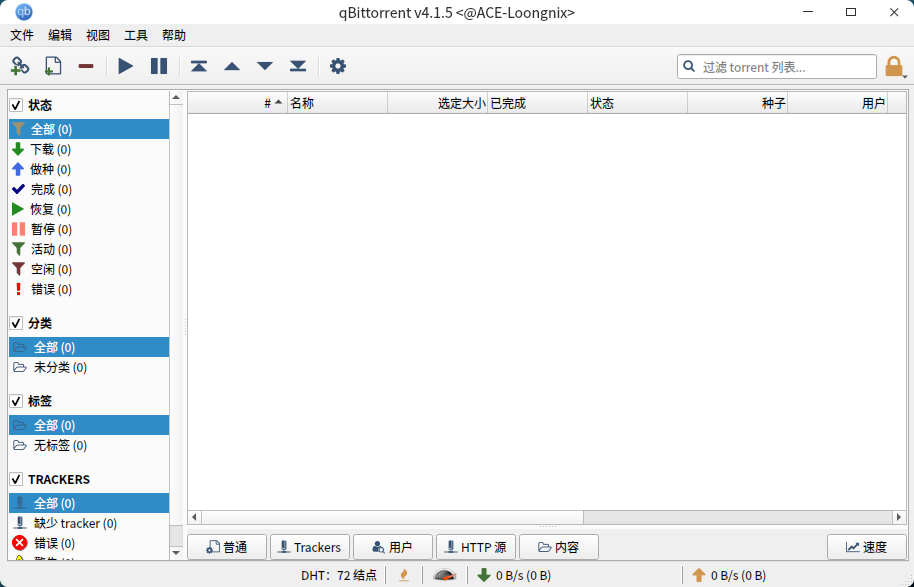 qb
qBittorrent v4.1.5 <@ACE-Loongnix>
文件 编辑 视图 工具 帮助
过滤 torrent 列表...
# 名称 选定大小 已完成 状态 种子 用户
状态
全部 (0)
下载 (0)
做种 (0)
完成 (0)
恢复 (0)
暂停 (0)
活动 (0)
空闲 (0)
错误 (0)
分类
全部 (0)
未分类 (0)
标签
全部 (0)
无标签 (0)
TRACKERS
全部 (0)
缺少 tracker (0)
错误 (0)
警告 (0)
普通 Trackers 用户 HTTP 源 内容 速度
DHT：72 结点 0 B/s (0 B) 0 B/s (0 B)